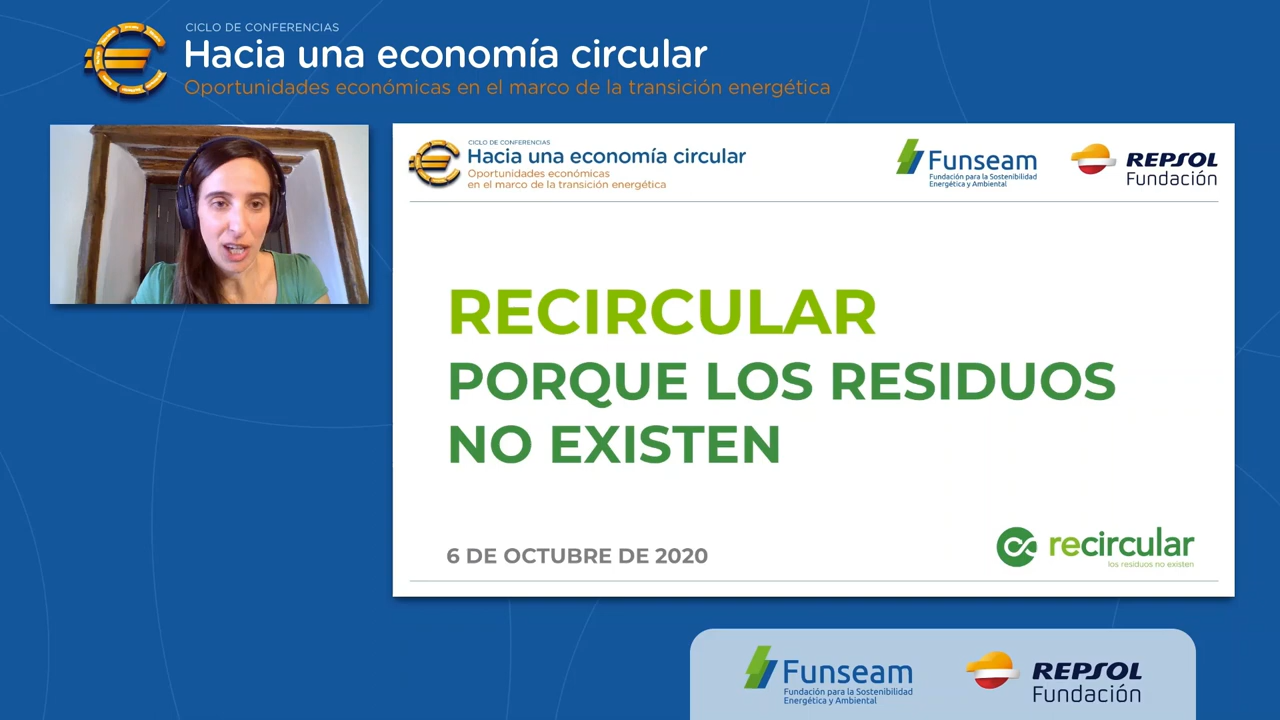 CICLO DE CONFERENCIAS
Hacia una economía circular
Oportunidades económicas en el marco de la transición energética
CICLO DE CONFERENCIAS
Hacia una economía circular
Oportunidades económicas
en el marco de la transición energética
Funseam
Fundación para la Sostenibilidad
Energética y Ambiental
REPSOL
Fundación
RECIRCULAR
PORQUE LOS RESIDUOS
NO EXISTEN
6 DE OCTUBRE DE 2020
recircular
los residuos no existen
Funseam
Fundación para la Sostenibilidad
Energética y Ambiental
REPSOL
Fundación